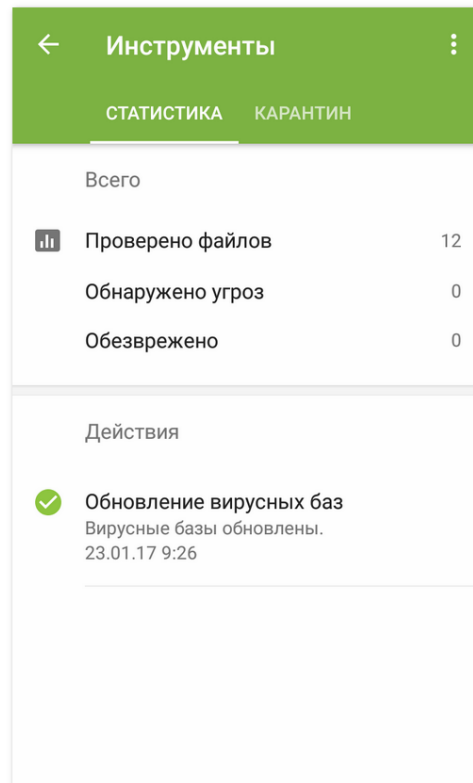 Инструменты
СТАТИСТИКА КАРАНТИН
Всего
Проверено файлов 12
Обнаружено угроз 0
Обезврежено 0
Действия
Обновление вирусных баз
Вирусные базы обновлены.
23.01.17 9:26